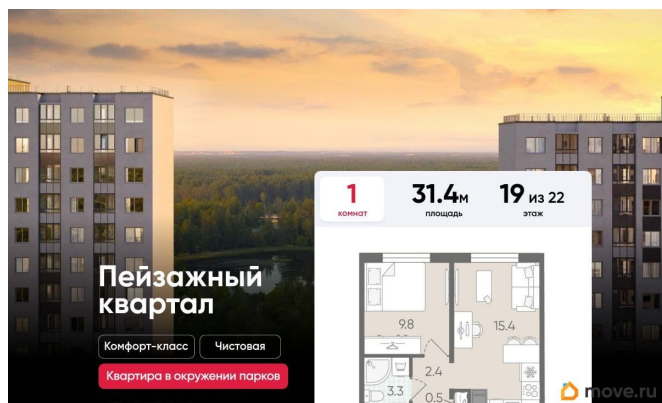 1
комнат
31.4м
площадь
19 из 22
этаж
Пейзажный
квартал
Комфорт-класс
Чистовая
Квартира в окружении парков
9.8
15.4
2.4
3.3
0.5
move.ru